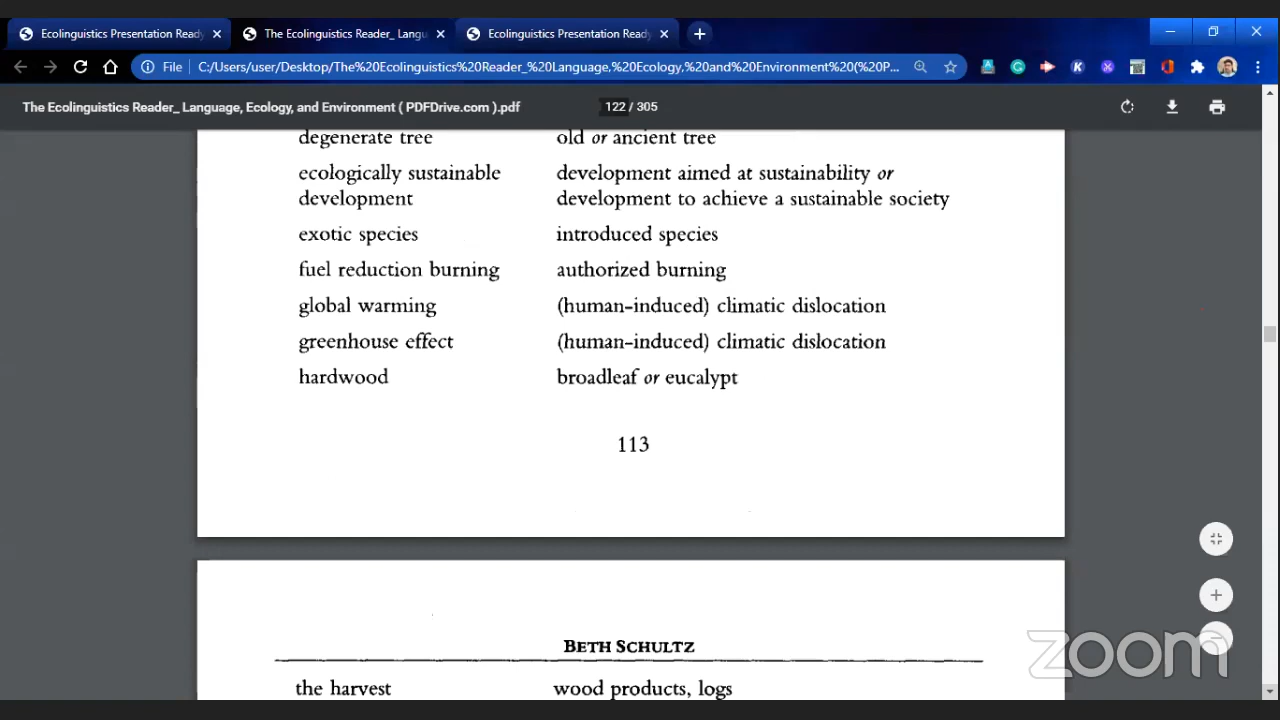 Ecolinguistics Presentation Ready
The Ecolinguistics Reader_ Langu
Ecolinguistics Presentation Ready
File
C:/Users/user/Desktop/The%20Ecolinguistics%20Reader_%20Language,%20Ecology,%20and%20Environment%20(%20P...
The Ecolinguistics Reader_ Language, Ecology, and Environment ( PDFDrive.com ).pdf
122 / 305
degenerate tree old or ancient tree
ecologically sustainable development aimed at sustainability or
development development to achieve a sustainable society
exotic species introduced species
fuel reduction burning authorized burning
global warming (human-induced) climatic dislocation
greenhouse effect (human-induced) climatic dislocation
hardwood broadleaf or eucalypt
113
BETH SCHULTZ
the harvest wood products, logs
zoom